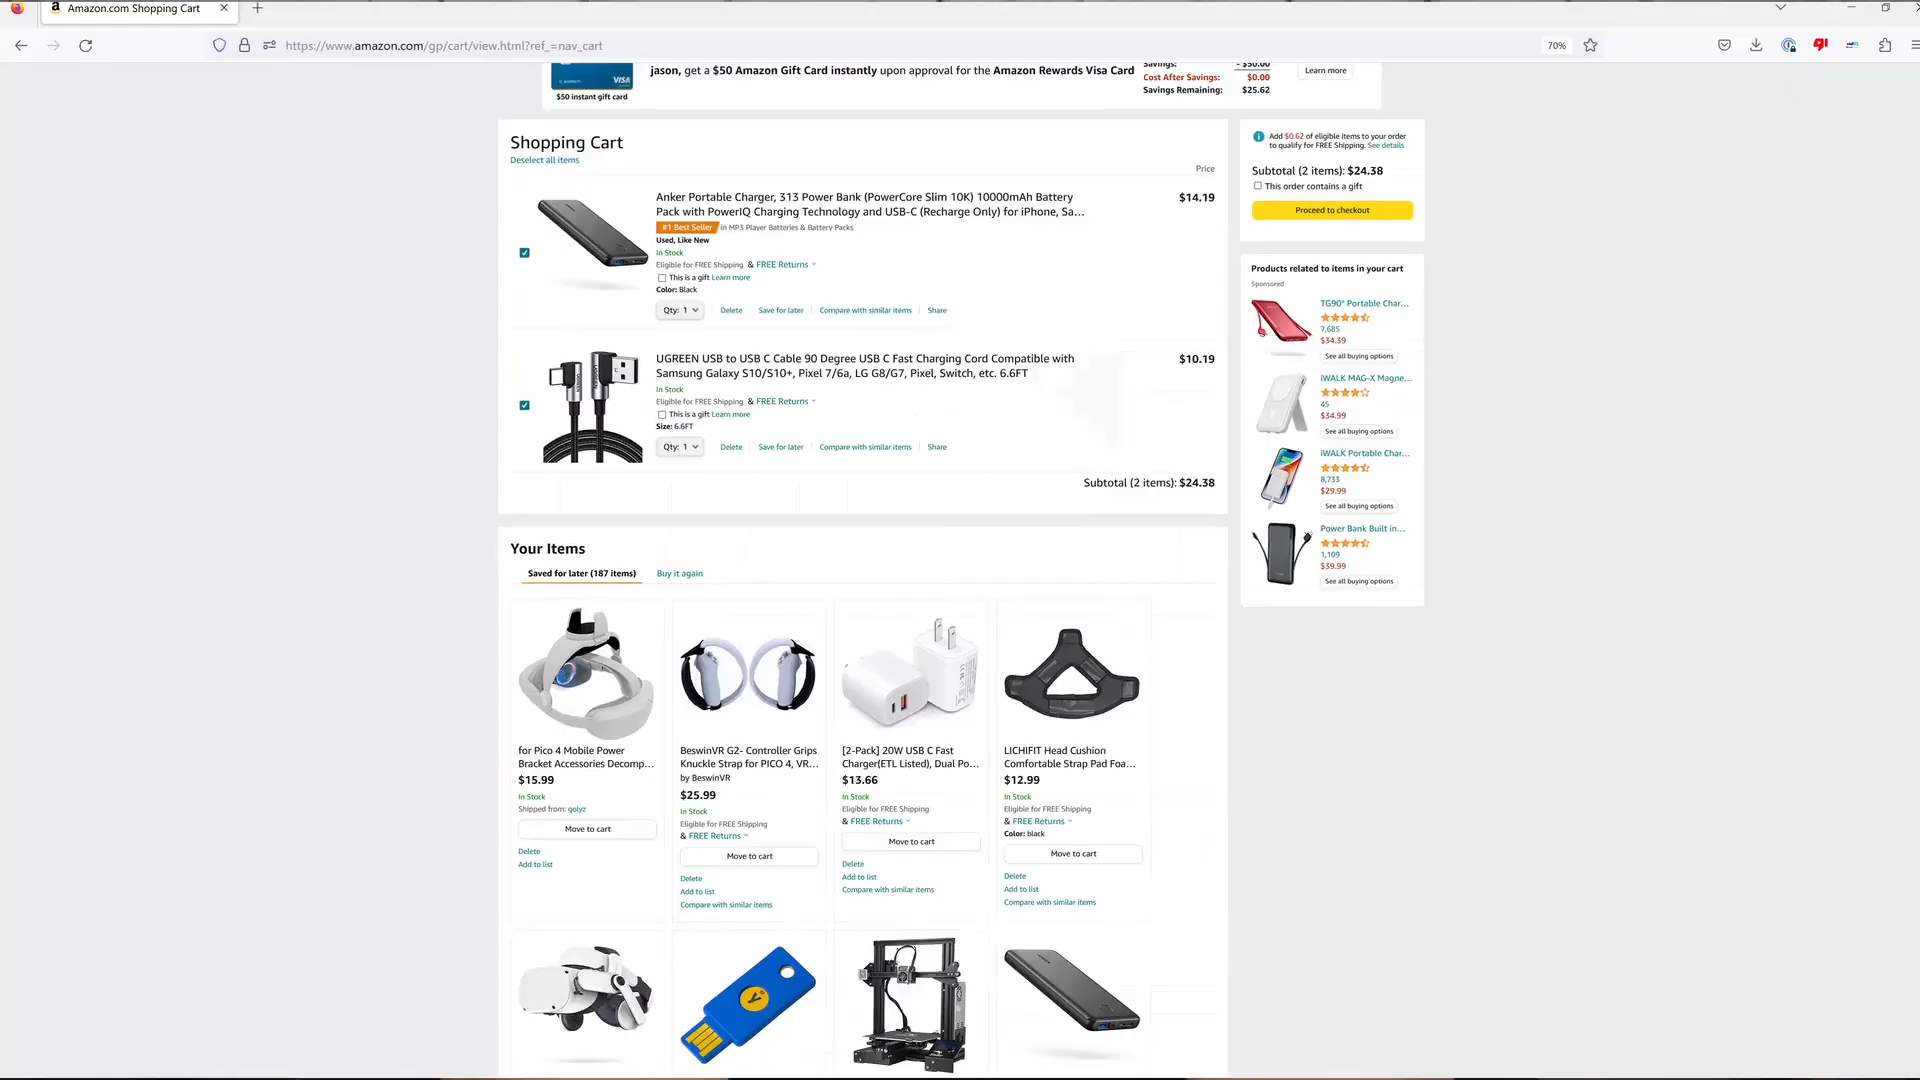 Amazon.com Shopping Cart
https://www.amazon.com/gp/cart/view.html?ref_=nav_cart
70%
VISA
$50 instant gift card
jason, get a $50 Amazon Gift Card instantly upon approval for the Amazon Rewards Visa Card
Savings: - $50.00
Cost After Savings: $0.00
Savings Remaining: $25.62
Learn more
Shopping Cart
Deselect all items
Price
Anker Portable Charger, 313 Power Bank (PowerCore Slim 10K) 10000mAh Battery
Pack with PowerIQ Charging Technology and USB-C (Recharge Only) for iPhone, Sa...
$14.19
#1 Best Seller in MP3 Player Batteries & Battery Packs
Used, Like New
In Stock
Eligible for FREE Shipping & FREE Returns
This is a gift Learn more
Color: Black
Qty: 1 Delete Save for later Compare with similar items Share
UGREEN USB to USB C Cable 90 Degree USB C Fast Charging Cord Compatible with
Samsung Galaxy S10/S10+, Pixel 7/6a, LG G8/G7, Pixel, Switch, etc. 6.6FT
$10.19
In Stock
Eligible for FREE Shipping & FREE Returns
This is a gift Learn more
Size: 6.6FT
Qty: 1 Delete Save for later Compare with similar items Share
Subtotal (2 items): $24.38
Add $0.62 of eligible items to your order
to qualify for FREE Shipping. See details
Subtotal (2 items): $24.38
This order contains a gift
Proceed to checkout
Products related to items in your cart
Sponsored
TG90° Portable Char...
7,685
$34.39
See all buying options
iWALK MAG-X Magne...
45
$34.99
See all buying options
iWALK Portable Char...
8,733
$29.99
See all buying options
Power Bank Built in...
1,109
$39.99
See all buying options
Your Items
Saved for later (187 items) Buy it again
for Pico 4 Mobile Power
Bracket Accessories Decomp...
$15.99
In Stock
Shipped from: golyz
Move to cart
Delete
Add to list
BeswinVR G2- Controller Grips
Knuckle Strap for PICO 4, VR...
by BeswinVR
$25.99
In Stock
Eligible for FREE Shipping
& FREE Returns
Move to cart
Delete
Add to list
Compare with similar items
[2-Pack] 20W USB C Fast
Charger(ETL Listed), Dual Po...
$13.66
In Stock
Eligible for FREE Shipping
& FREE Returns
Move to cart
Delete
Add to list
Compare with similar items
LICHIFIT Head Cushion
Comfortable Strap Pad Foa...
$12.99
In Stock
Eligible for FREE Shipping
& FREE Returns
Color: black
Move to cart
Delete
Add to list
Compare with similar items